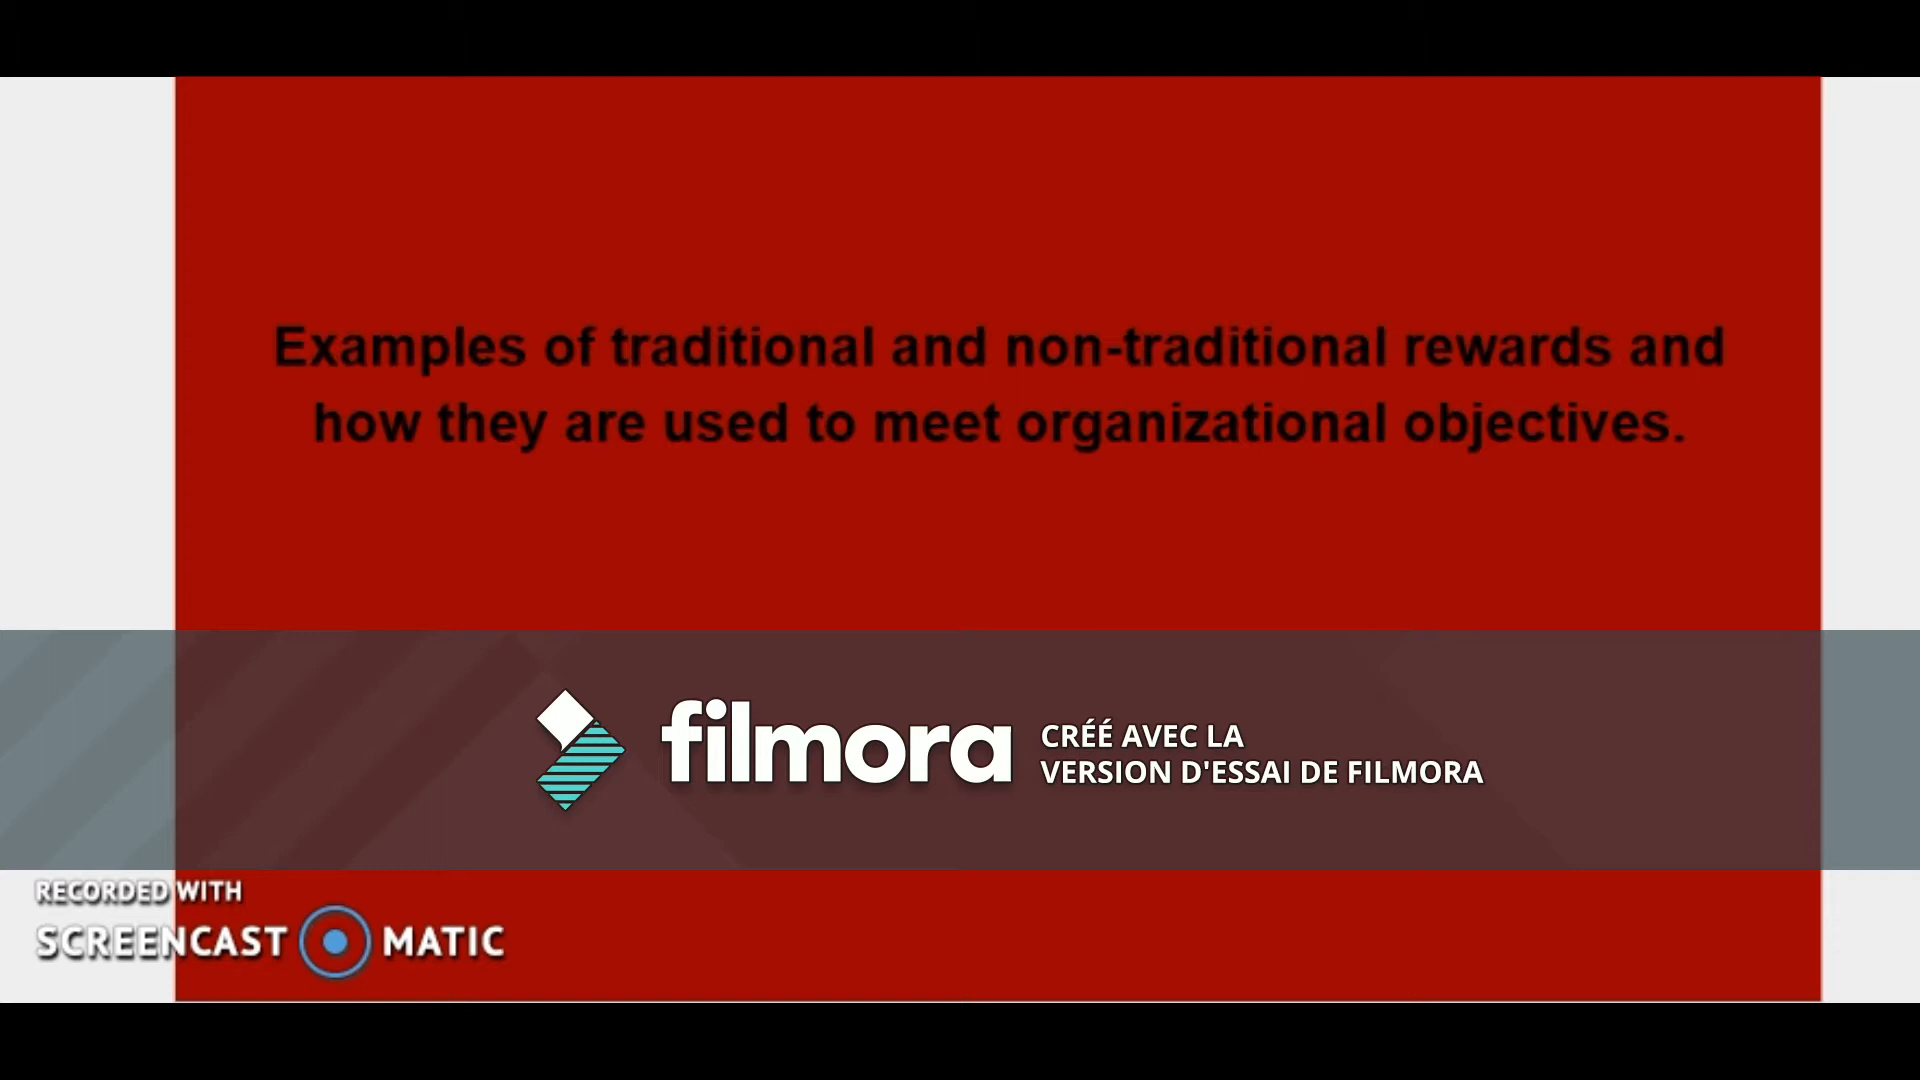 Examples of traditional and non-traditional rewards and
how they are used to meet organizational objectives.
filmora
CRÉÉ AVEC LA
VERSION D'ESSAI DE FILMORA
RECORDED WITH
SCREENCAST MATIC